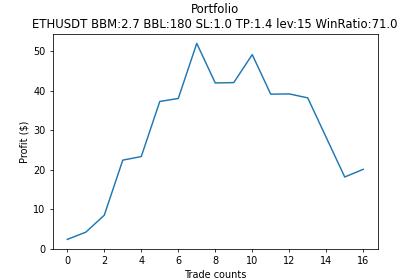 Portfolio
ETHUSDT BBM:2.7 BBL:180 SL:1.0 TP:1.4 lev:15 WinRatio:71.0
50
40
30
20
10
0
Profit ($)
0 2 4 6 8 10 12 14 16
Trade counts